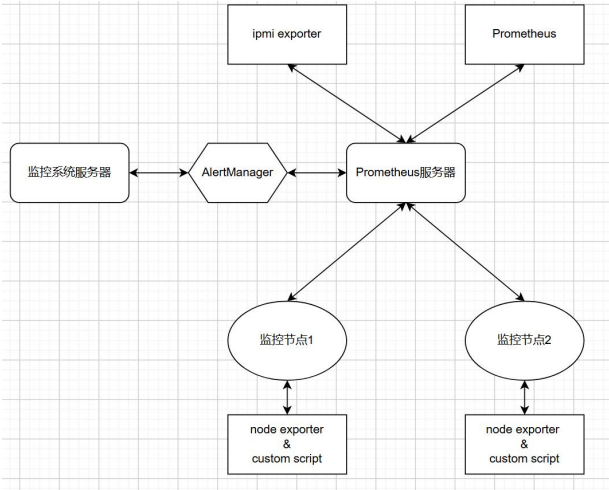 ipmi exporter
Prometheus
监控系统服务器
AlertManager
Prometheus服务器
监控节点1
监控节点2
node exporter
&
custom script
node exporter
&
custom script